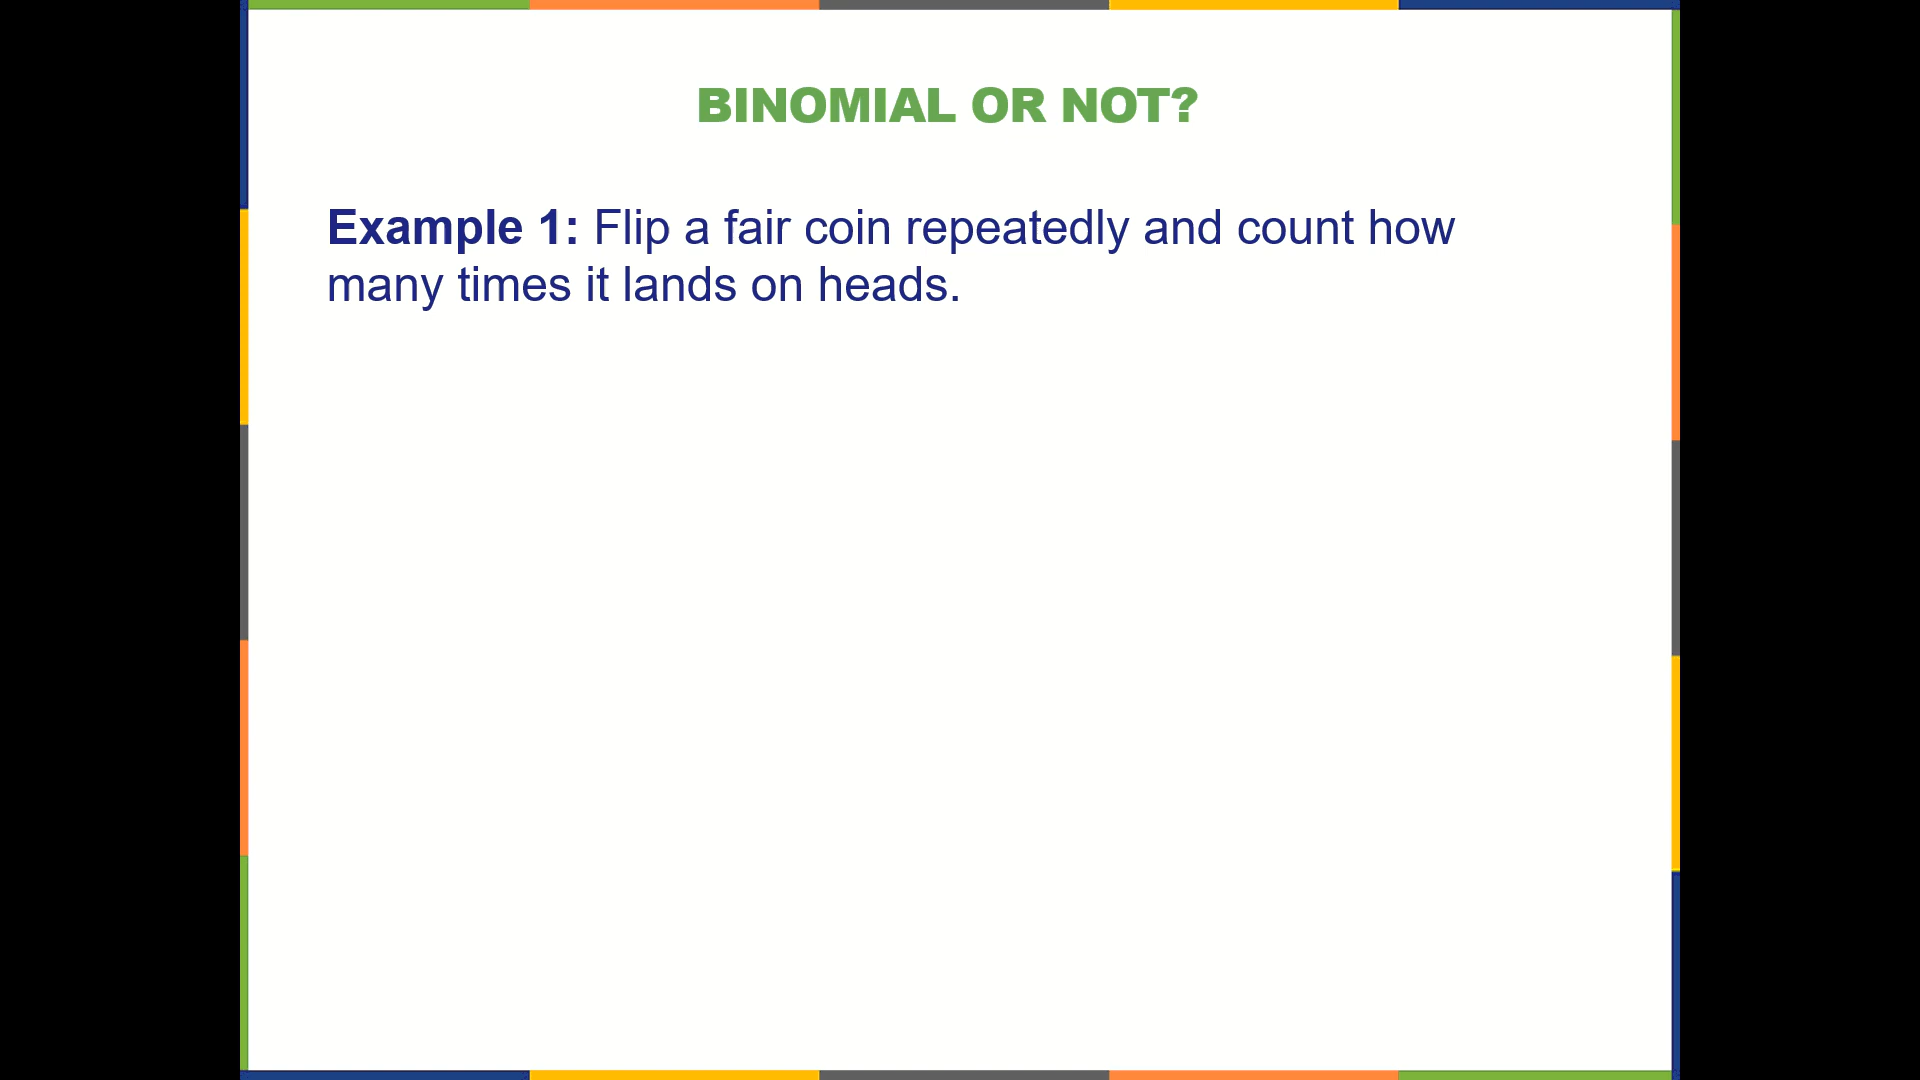 BINOMIAL OR NOT?
Example 1: Flip a fair coin repeatedly and count how
many times it lands on heads.